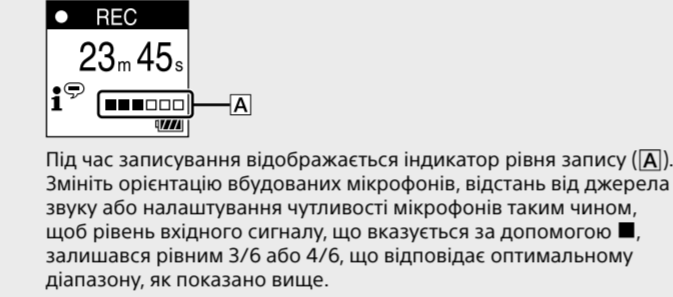 ● REC
23m 45s
i ■■■□□□ A
Під час записування відображається індикатор рівня запису (A).
Змініть орієнтацію вбудованих мікрофонів, відстань від джерела
звуку або налаштування чутливості мікрофонів таким чином,
щоб рівень вхідного сигналу, що вказується за допомогою ■,
залишався рівним 3/6 або 4/6, що відповідає оптимальному
діапазону, як показано вище.